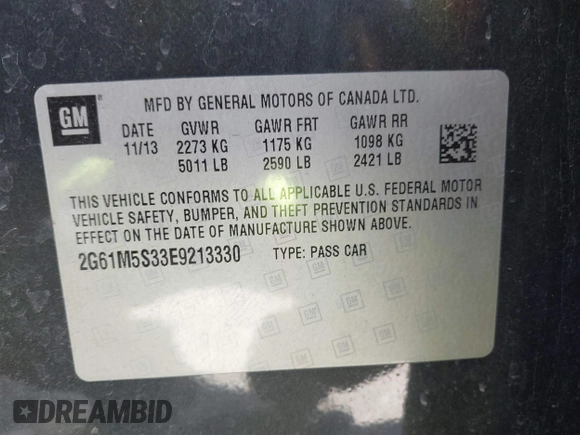 GM
MFD BY GENERAL MOTORS OF CANADA LTD.
DATE GVWR GAWR FRT GAWR RR
11/13 2273 KG 1175 KG 1098 KG
5011 LB 2590 LB 2421 LB
THIS VEHICLE CONFORMS TO ALL APPLICABLE U.S. FEDERAL MOTOR
VEHICLE SAFETY, BUMPER, AND THEFT PREVENTION STANDARDS IN
EFFECT ON THE DATE OF MANUFACTURE SHOWN ABOVE.
2G61M5S33E9213330 TYPE: PASS CAR
DREAMBID